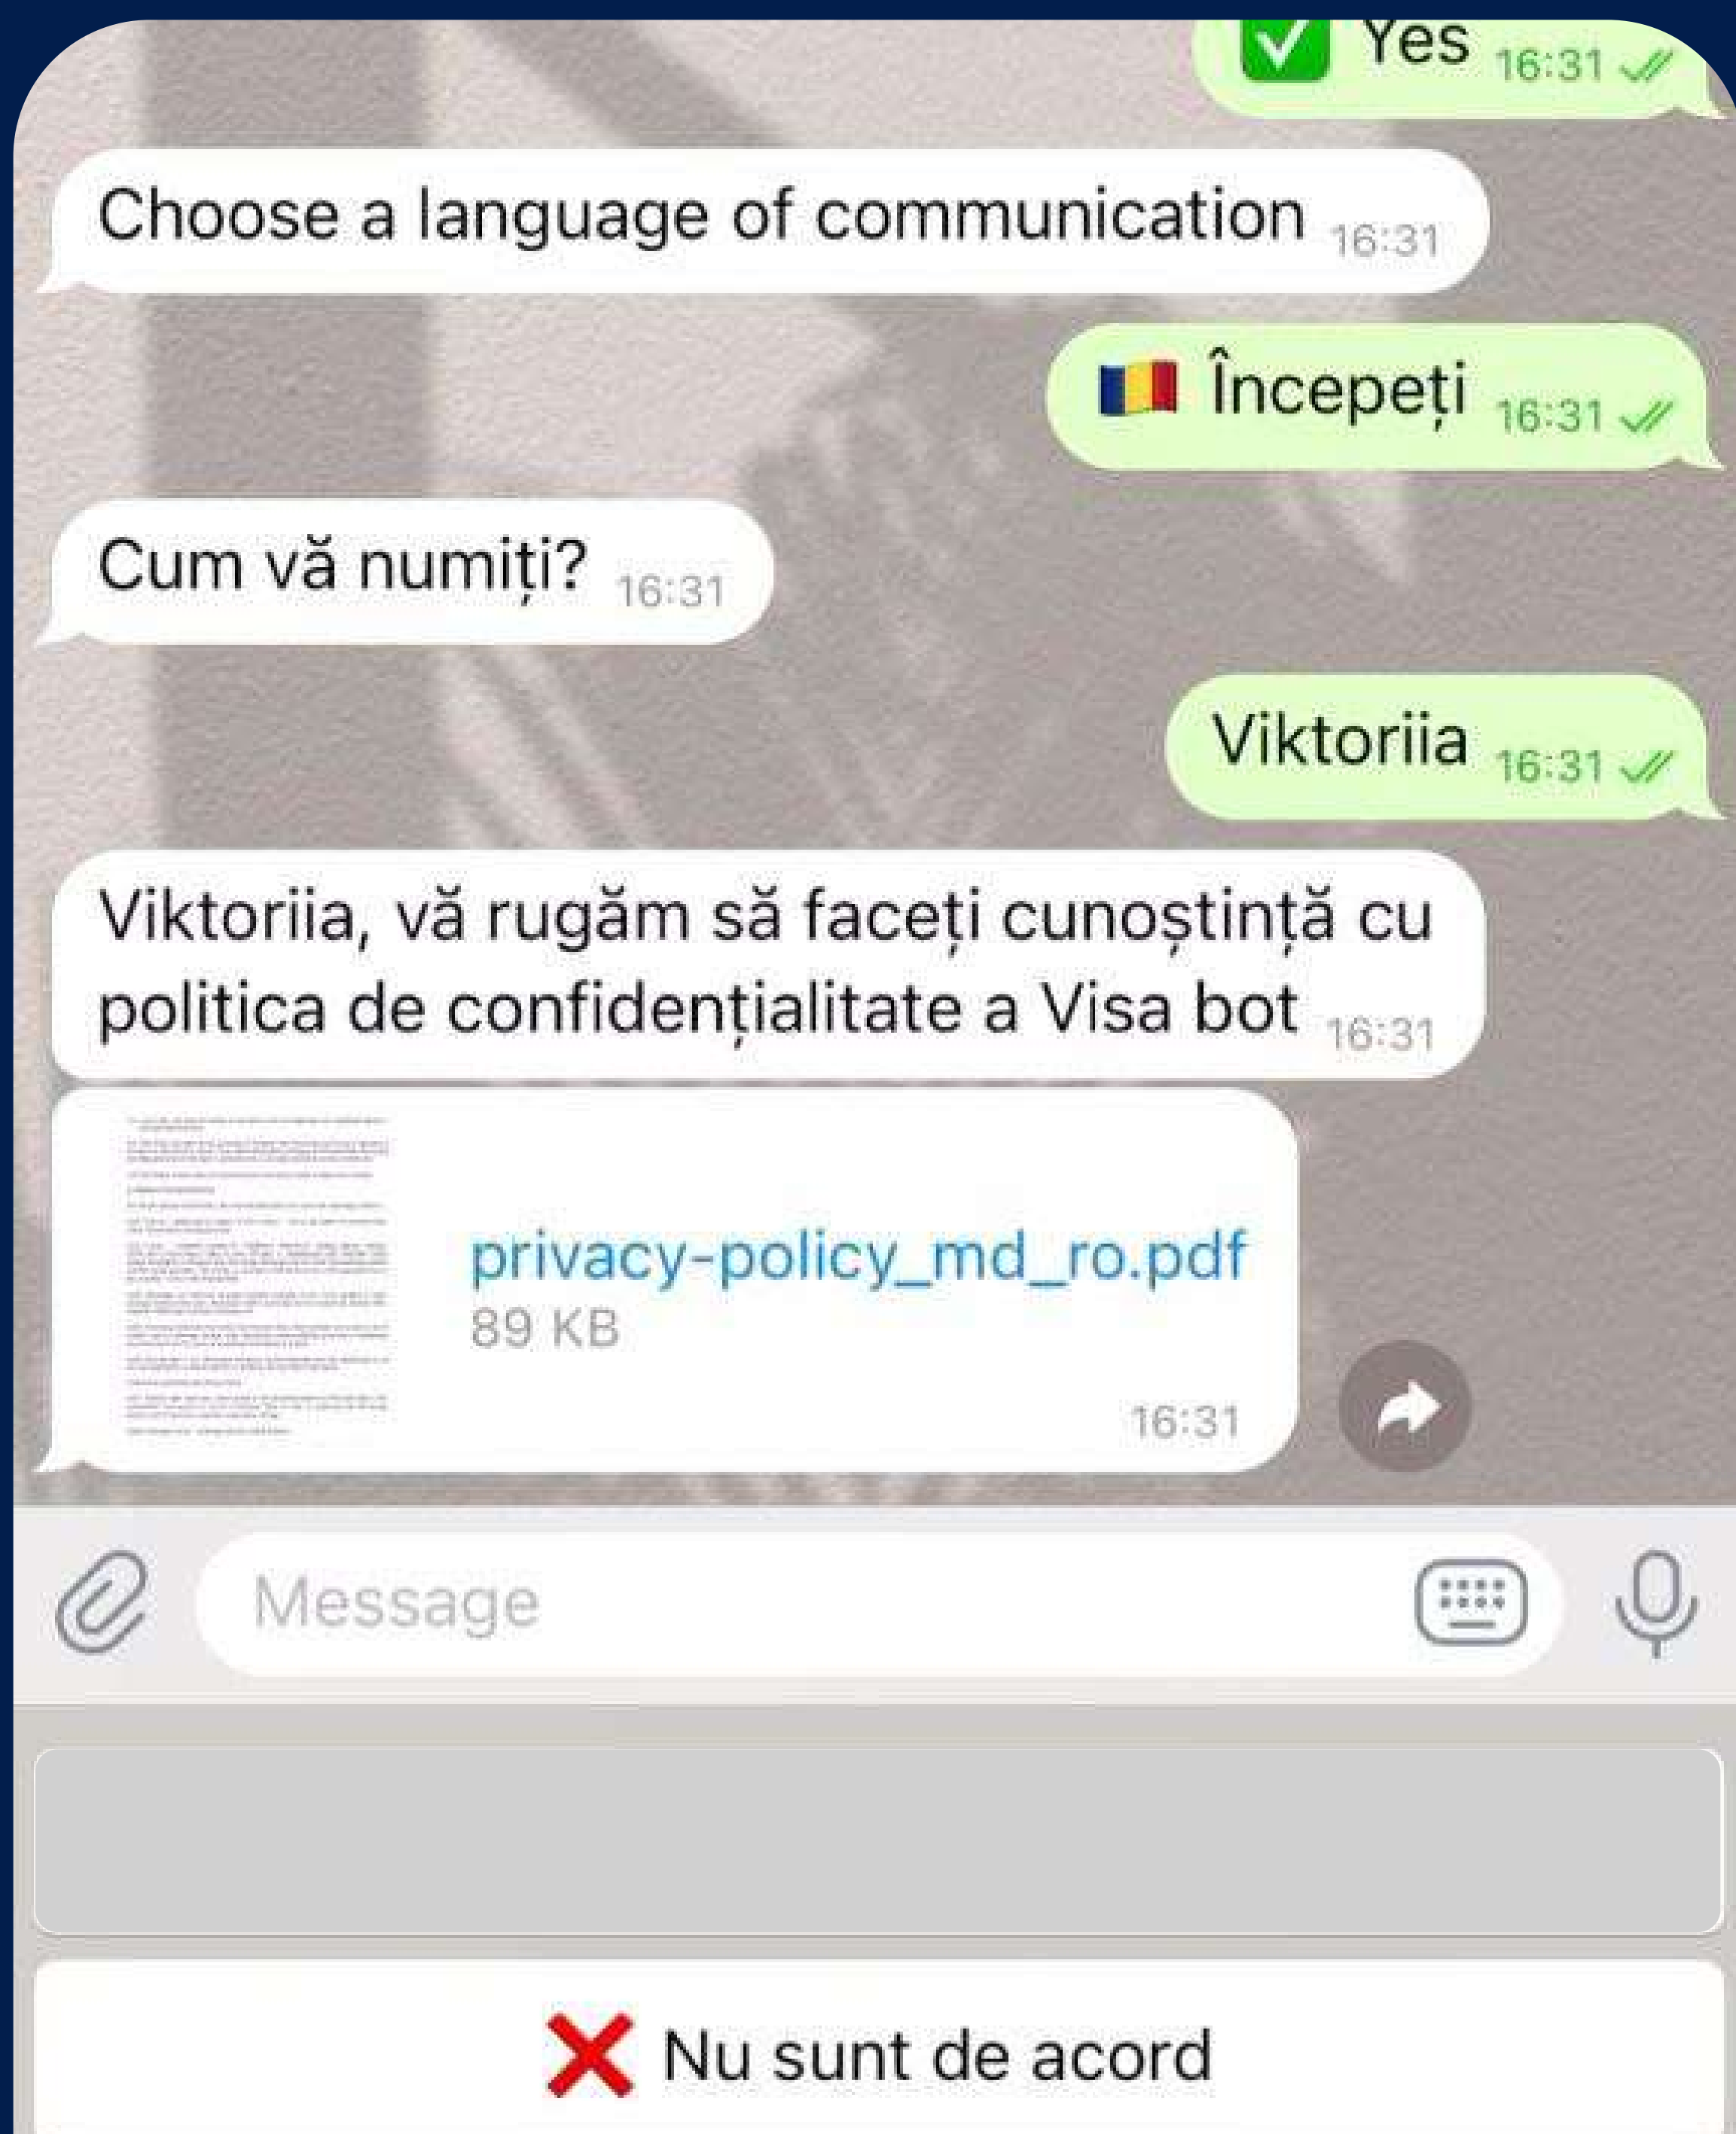 ✅ Yes 16:31
Choose a language of communication 16:31
🇷🇴 Începeți 16:31
Cum vă numiți? 16:31
Viktoriia 16:31
Viktoriia, vă rugăm să faceți cunoștință cu
politica de confidențialitate a Visa bot 16:31
privacy-policy_md_ro.pdf
89 KB
16:31
Message
❌ Nu sunt de acord